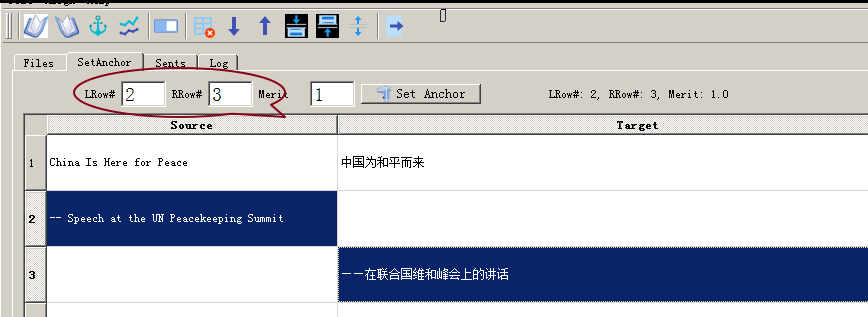 Files SetAnchor Sents Log
LRow# 2 RRow# 3 Merit 1 Set Anchor LRow#: 2, RRow#: 3, Merit: 1.0
Source Target
1 China Is Here for Peace 中国为和平而来
2 -- Speech at the UN Peacekeeping Summit
3 ——在联合国维和峰会上的讲话